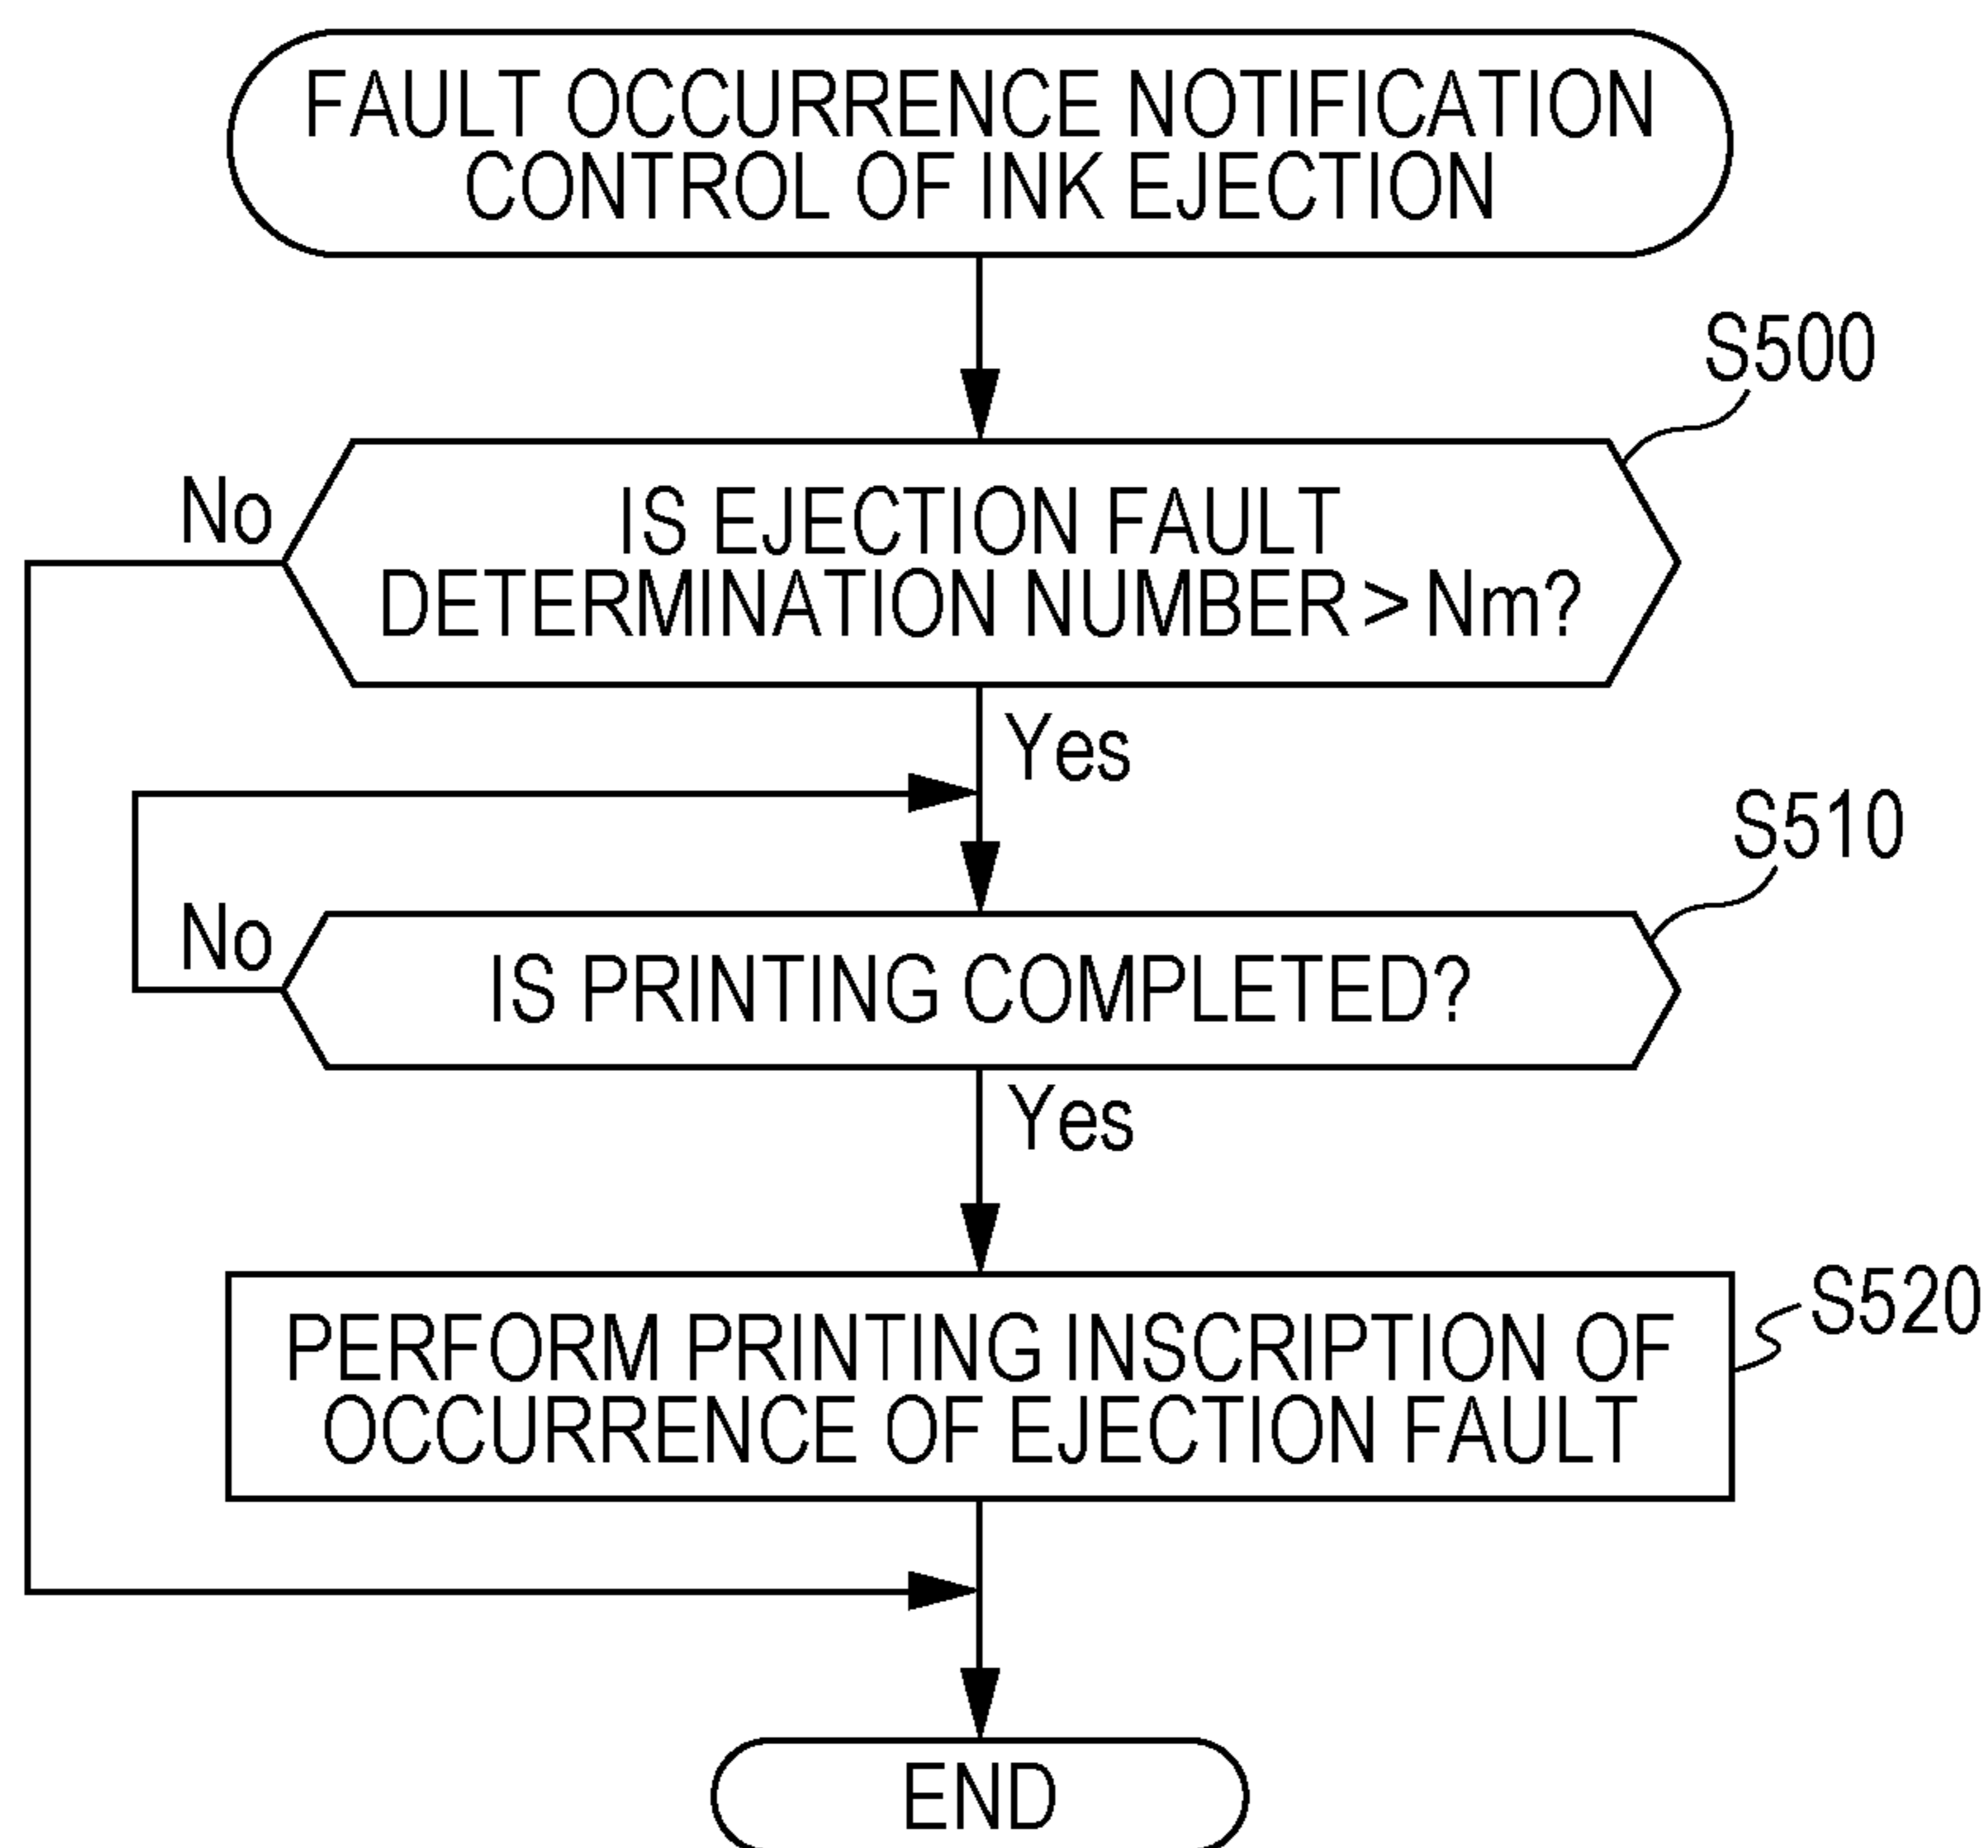 FAULT OCCURRENCE NOTIFICATION
CONTROL OF INK EJECTION
S500
No
IS EJECTION FAULT
DETERMINATION NUMBER > Nm?
Yes
S510
No
IS PRINTING COMPLETED?
Yes
S520
PERFORM PRINTING INSCRIPTION OF
OCCURRENCE OF EJECTION FAULT
END